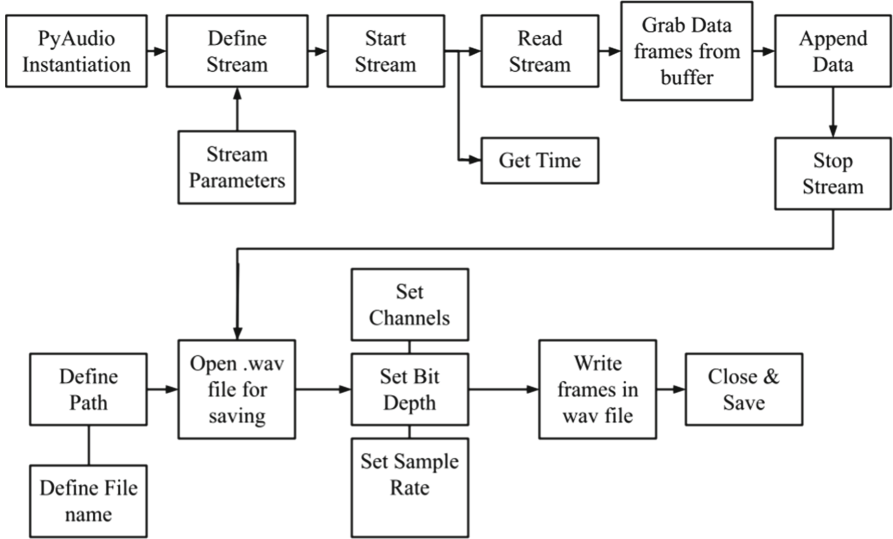 PyAudio
Instantiation
Define
Stream
Start
Stream
Read
Stream
Grab Data
frames from
buffer
Append
Data
Stream
Parameters
Get Time
Stop
Stream
Set
Channels
Define
Path
Open .wav
file for
saving
Set Bit
Depth
Write
frames in
wav file
Close &
Save
Define File
name
Set Sample
Rate